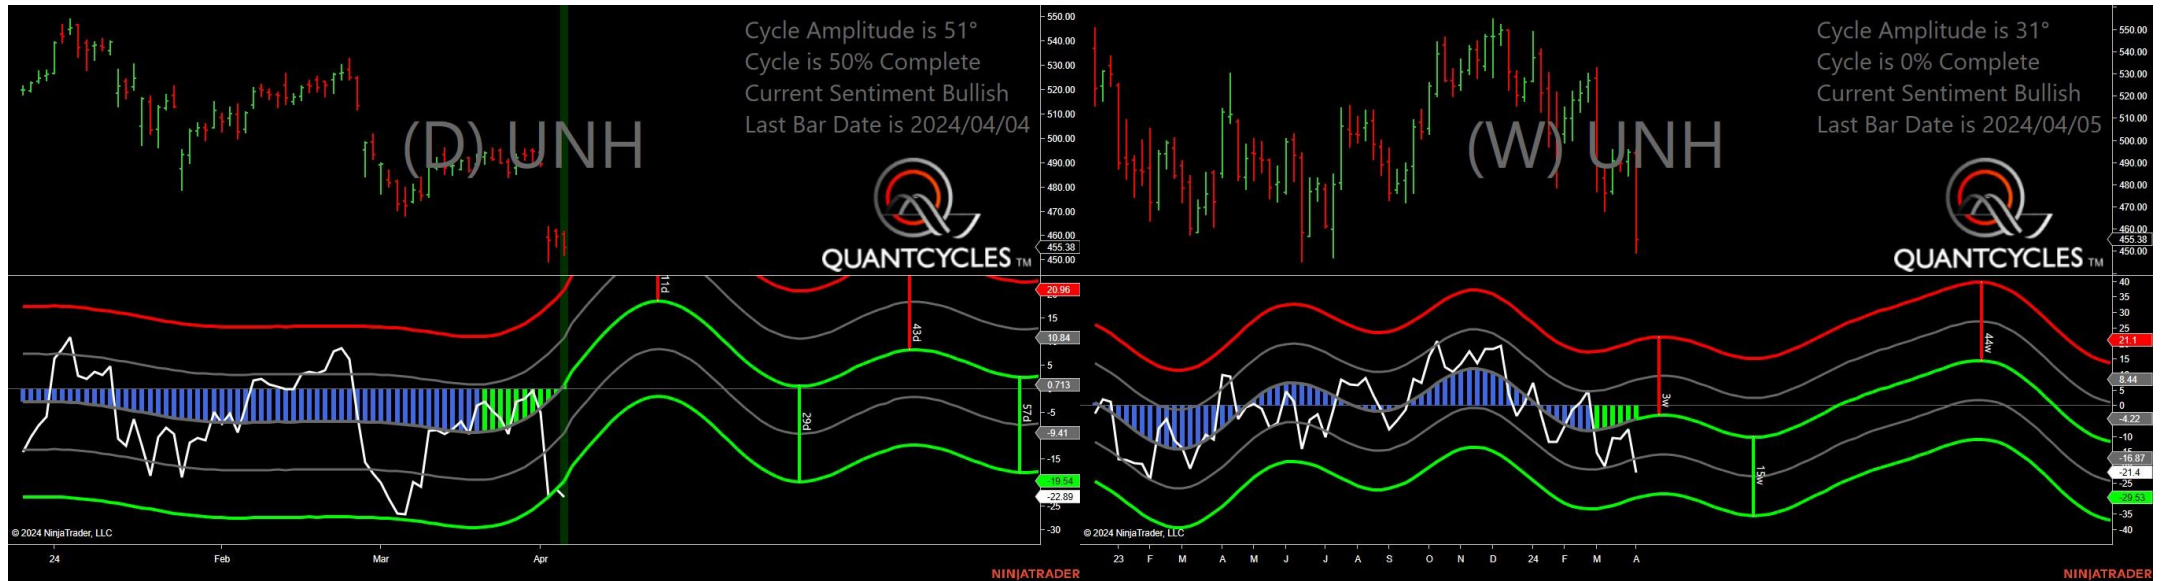 Cycle Amplitude is 51°
Cycle is 50% Complete
Current Sentiment Bullish
Last Bar Date is 2024/04/04
(D) UNH
QUANTCYCLES TM
550.00
540.00
530.00
520.00
510.00
500.00
490.00
480.00
470.00
460.00
455.38
450.00
11d
43d
29d
57d
20.96
15
10.84
5
0.713
-5
-9.41
-15
-19.54
-22.89
-25
-30
© 2024 NinjaTrader, LLC
24
Feb
Mar
Apr
NINJATRADER
Cycle Amplitude is 31°
Cycle is 0% Complete
Current Sentiment Bullish
Last Bar Date is 2024/04/05
(W) UNH
QUANTCYCLES TM
550.00
540.00
530.00
520.00
510.00
500.00
490.00
480.00
470.00
460.00
455.38
450.00
3w
15w
44w
40
35
30
25
21.1
15
8.44
5
0
-4.22
-10
-16.87
-21.4
-25
-29.53
-35
-40
© 2024 NinjaTrader, LLC
23
F
M
A
M
J
J
A
S
O
N
D
24
F
M
A
NINJATRADER